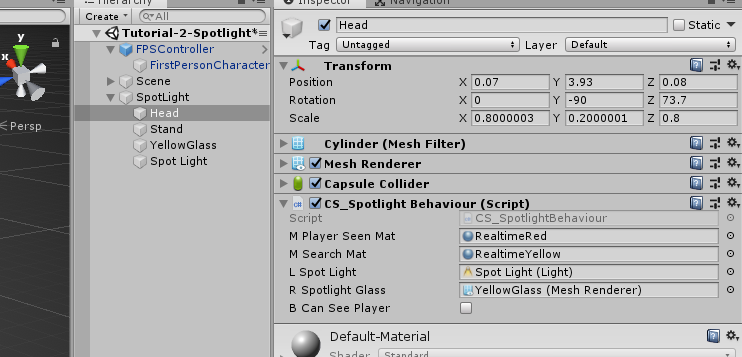 Hierarchy
Inspector
Navigation
Create
All
Tutorial-2-Spotlight*
FPSController
FirstPersonCharacter
Scene
SpotLight
Head
Stand
YellowGlass
Spot Light
y
x
Persp
Head
Static
Tag Untagged Layer Default
Transform
Position X 0.07 Y 3.93 Z 0.08
Rotation X 0 Y -90 Z 73.7
Scale X 0.8000003 Y 0.2000001 Z 0.8
Cylinder (Mesh Filter)
Mesh Renderer
Capsule Collider
C# CS_Spotlight Behaviour (Script)
Script CS_SpotlightBehaviour
M Player Seen Mat RealtimeRed
M Search Mat RealtimeYellow
L Spot Light Spot Light (Light)
R Spotlight Glass YellowGlass (Mesh Renderer)
B Can See Player
Default-Material
Shader Standard